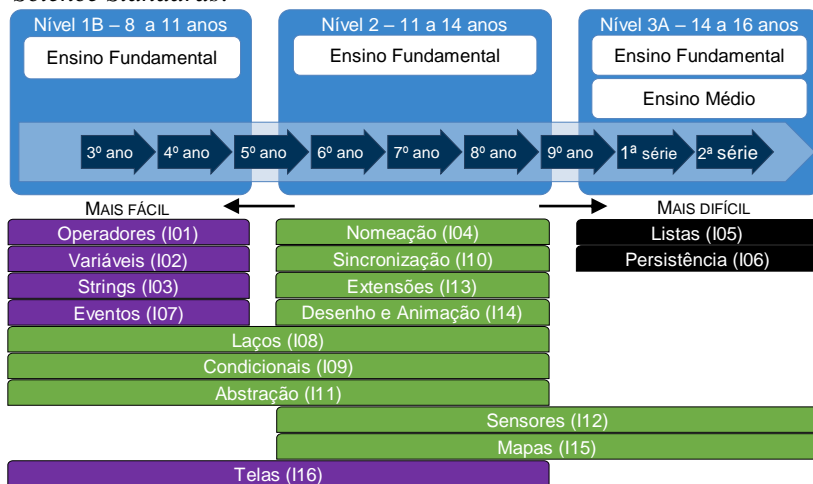 Science Standards.
Nível 1B – 8 a 11 anos
Ensino Fundamental
Nível 2 – 11 a 14 anos
Ensino Fundamental
Nível 3A – 14 a 16 anos
Ensino Fundamental
Ensino Médio
3º ano
4º ano
5º ano
6º ano
7º ano
8º ano
9º ano
1ª série
2ª série
MAIS FÁCIL
MAIS DIFÍCIL
Operadores (I01)
Nomeação (I04)
Listas (I05)
Variáveis (I02)
Sincronização (I10)
Persistência (I06)
Strings (I03)
Extensões (I13)
Eventos (I07)
Desenho e Animação (I14)
Laços (I08)
Condicionais (I09)
Abstração (I11)
Sensores (I12)
Mapas (I15)
Telas (I16)